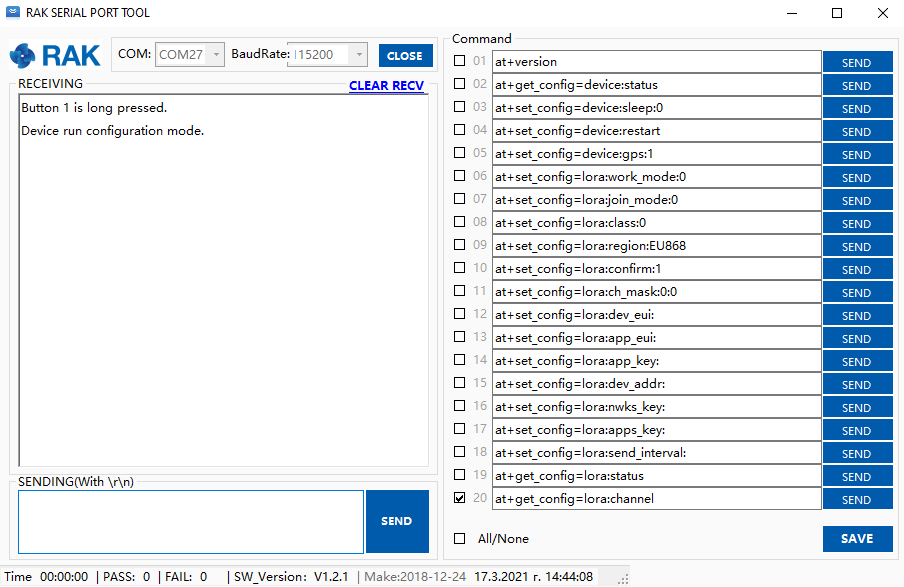 RAK SERIAL PORT TOOL
RAK
COM: COM27 BaudRate: 115200 CLOSE
RECEIVING
CLEAR RECV
Button 1 is long pressed.
Device run configuration mode.
SENDING(With \r\n)
SEND
Command
01 at+version SEND
02 at+get_config=device:status SEND
03 at+set_config=device:sleep:0 SEND
04 at+set_config=device:restart SEND
05 at+set_config=device:gps:1 SEND
06 at+set_config=lora:work_mode:0 SEND
07 at+set_config=lora:join_mode:0 SEND
08 at+set_config=lora:class:0 SEND
09 at+set_config=lora:region:EU868 SEND
10 at+set_config=lora:confirm:1 SEND
11 at+set_config=lora:ch_mask:0:0 SEND
12 at+set_config=lora:dev_eui: SEND
13 at+set_config=lora:app_eui: SEND
14 at+set_config=lora:app_key: SEND
15 at+set_config=lora:dev_addr: SEND
16 at+set_config=lora:nwks_key: SEND
17 at+set_config=lora:apps_key: SEND
18 at+set_config=lora:send_interval: SEND
19 at+get_config=lora:status SEND
20 at+get_config=lora:channel SEND
All/None SAVE
Time 00:00:00 | PASS: 0 | FAIL: 0 | SW_Version: V1.2.1 | Make:2018-12-24 17.3.2021 г. 14:44:08